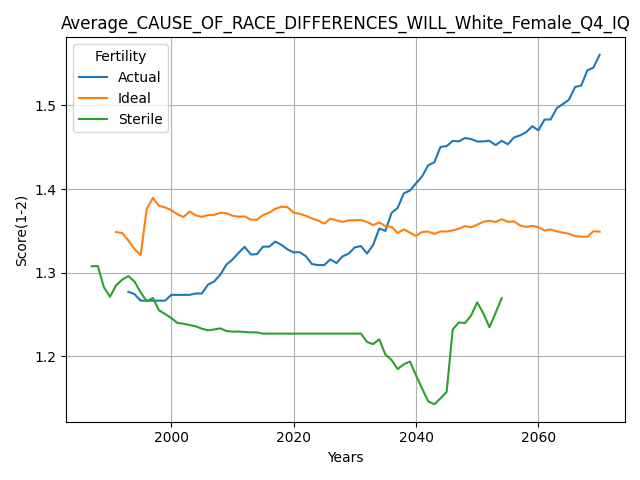 Average_CAUSE_OF_RACE_DIFFERENCES_WILL_White_Female_Q4_IQ
Fertility
Actual
Ideal
Sterile
1.5
1.4
1.3
1.2
Score(1-2)
2000
2020
2040
2060
Years